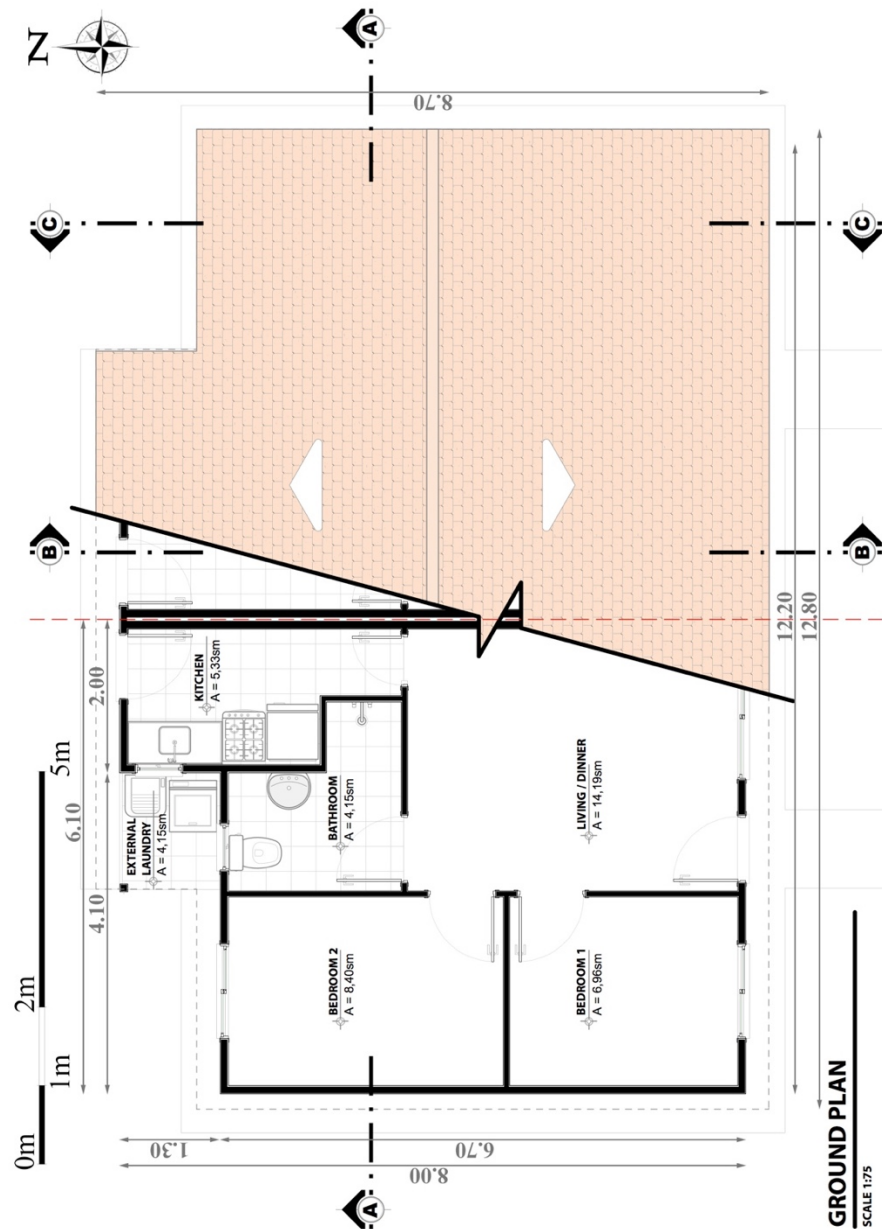 GROUND PLAN
SCALE 1:75
0m
1m
2m
5m
N
A
A
B
B
C
C
8.00
1.30
6.70
4.10
2.00
6.10
8.70
12.20
12.80
EXTERNAL
LAUNDRY
A = 4,15sm
KITCHEN
A = 5,33sm
BATHROOM
A = 4,15sm
BEDROOM 2
A = 8,40sm
BEDROOM 1
A = 6,96sm
LIVING / DINNER
A = 14,19sm